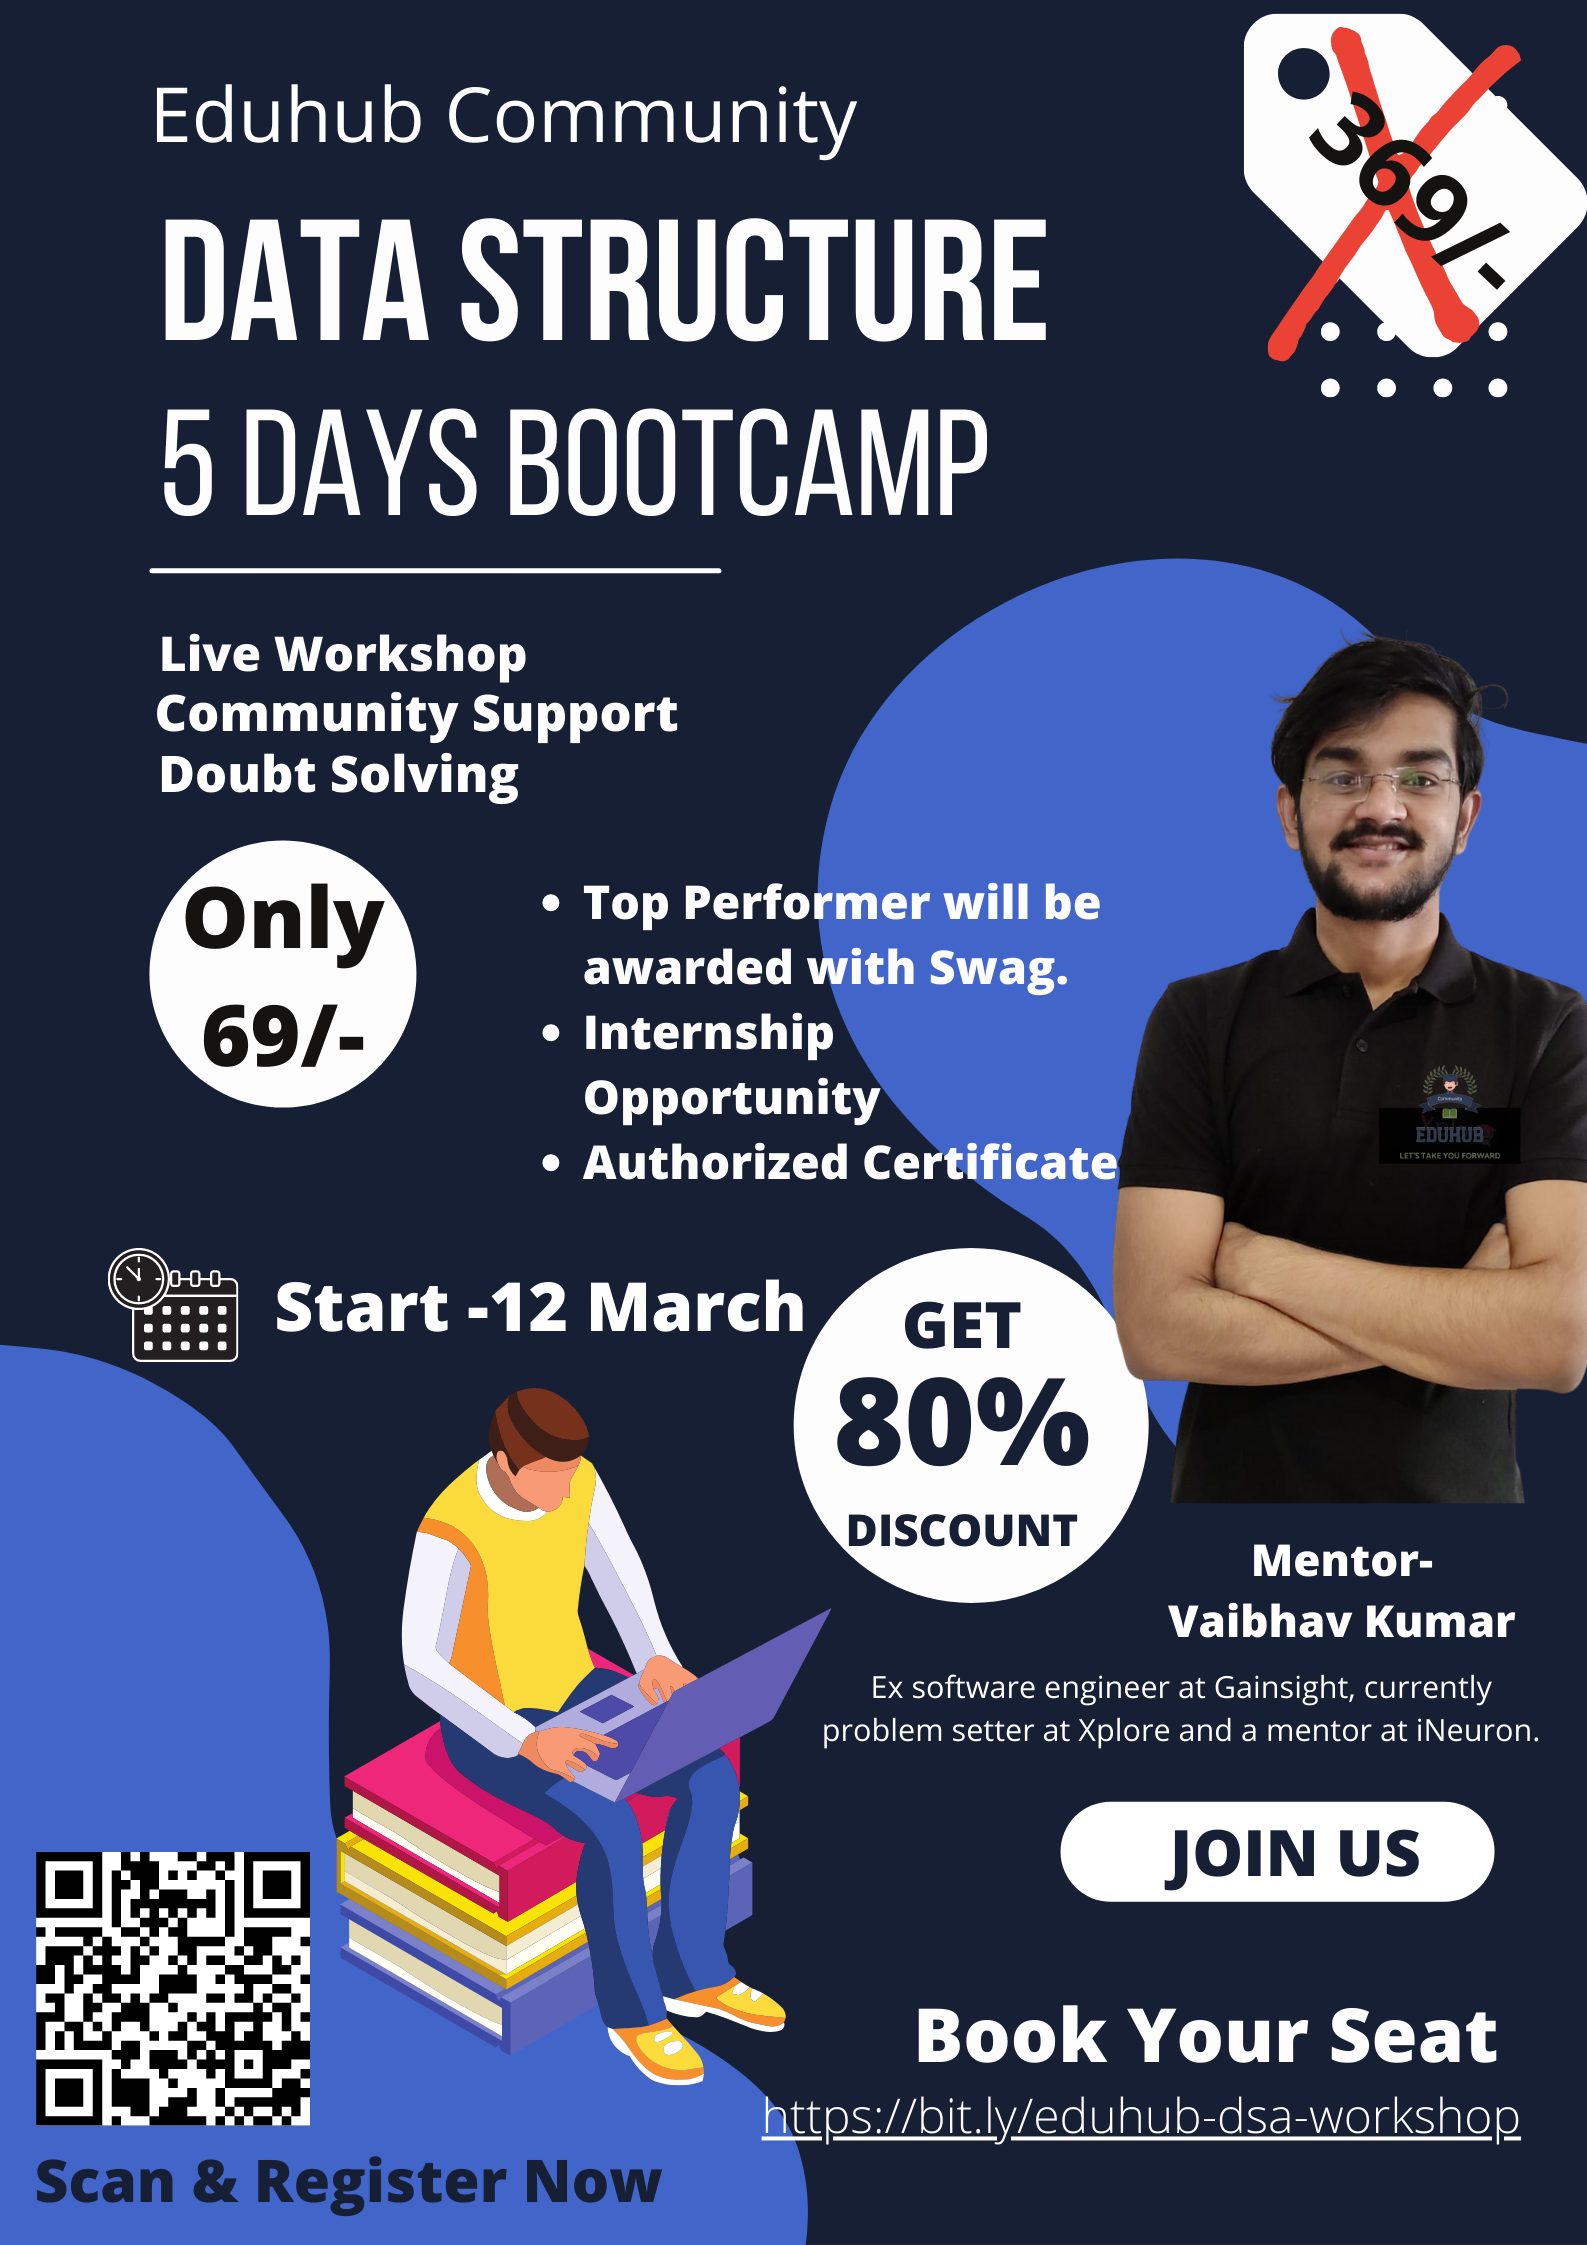 369/-
Eduhub Community
DATA STRUCTURE
5 DAYS BOOTCAMP
Live Workshop
Community Support
Doubt Solving
Only
69/-
• Top Performer will be
awarded with Swag.
• Internship
Opportunity
• Authorized Certificate
Community
EDUHUB
LET'S TAKE YOU FORWARD
Start -12 March
GET
80%
DISCOUNT
Mentor-
Vaibhav Kumar
Ex software engineer at Gainsight, currently
problem setter at Xplore and a mentor at iNeuron.
JOIN US
Book Your Seat
https://bit.ly/eduhub-dsa-workshop
Scan & Register Now